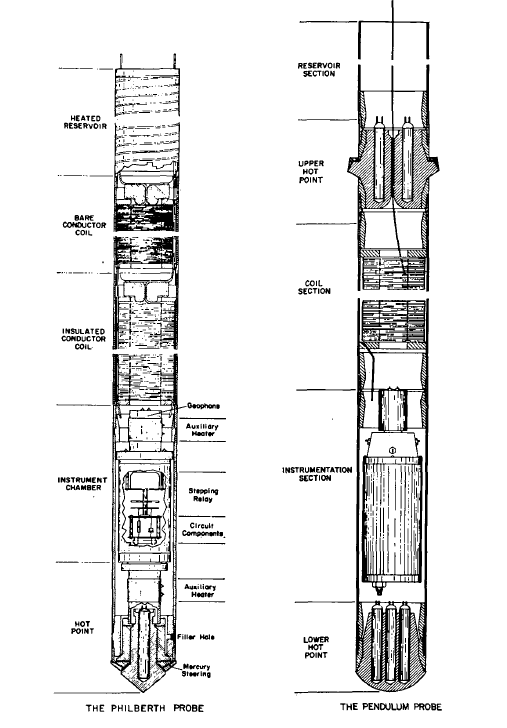 HEATED
RESERVOIR
BARE
CONDUCTOR
COIL
INSULATED
CONDUCTOR
COIL
INSTRUMENT
CHAMBER
HOT
POINT
Geophone
Auxiliary
Heater
Stepping
Relay
Circuit
Components
Auxiliary
Heater
Filler Hole
Mercury
Steering
THE PHILBERTH PROBE
RESERVOIR
SECTION
UPPER
HOT
POINT
COIL
SECTION
INSTRUMENTATION
SECTION
LOWER
HOT
POINT
THE PENDULUM PROBE